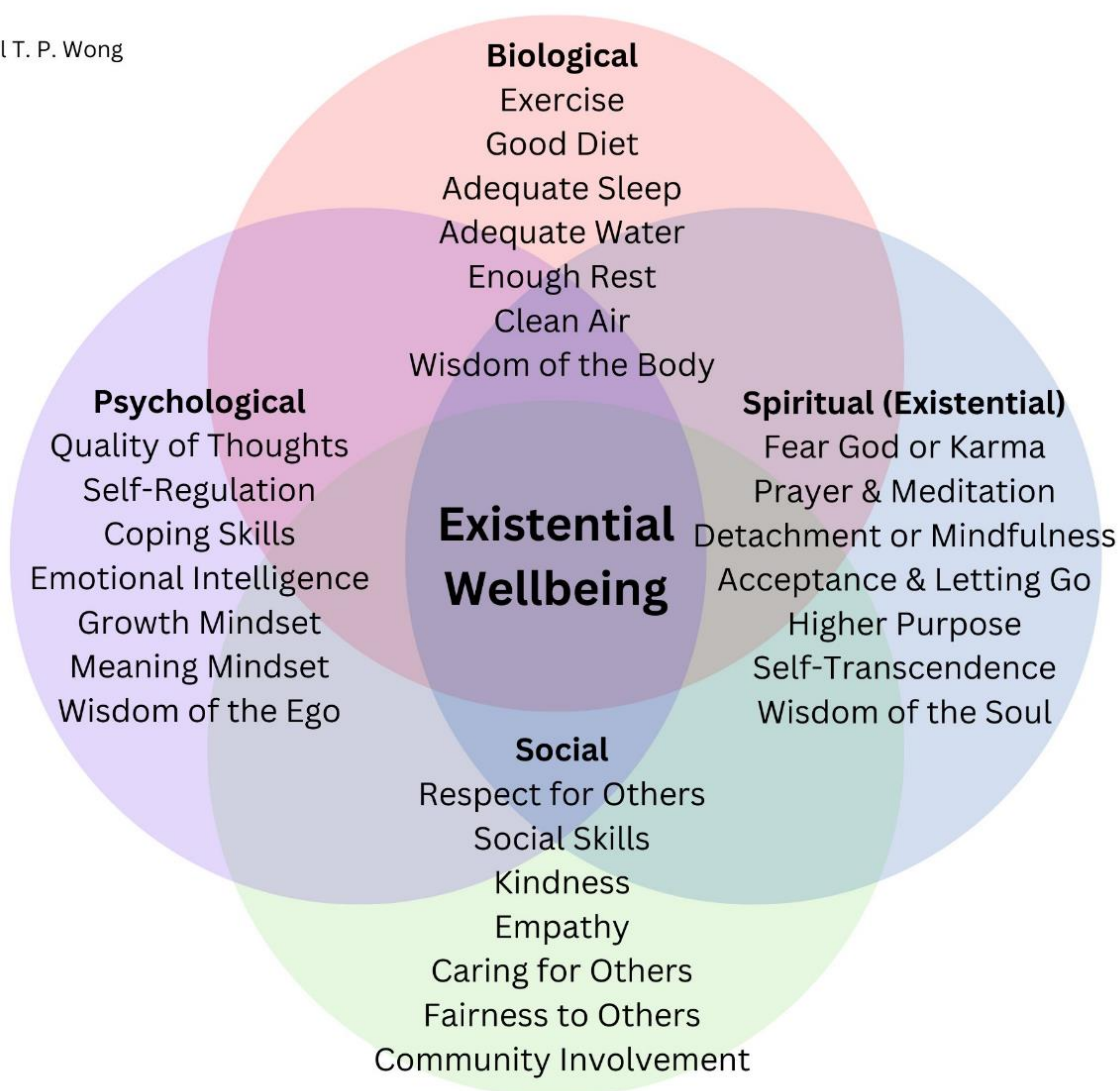 l T. P. Wong
Biological
Exercise
Good Diet
Adequate Sleep
Adequate Water
Enough Rest
Clean Air
Wisdom of the Body
Psychological
Quality of Thoughts
Self-Regulation
Coping Skills
Emotional Intelligence
Growth Mindset
Meaning Mindset
Wisdom of the Ego
Existential
Wellbeing
Spiritual (Existential)
Fear God or Karma
Prayer & Meditation
Detachment or Mindfulness
Acceptance & Letting Go
Higher Purpose
Self-Transcendence
Wisdom of the Soul
Social
Respect for Others
Social Skills
Kindness
Empathy
Caring for Others
Fairness to Others
Community Involvement